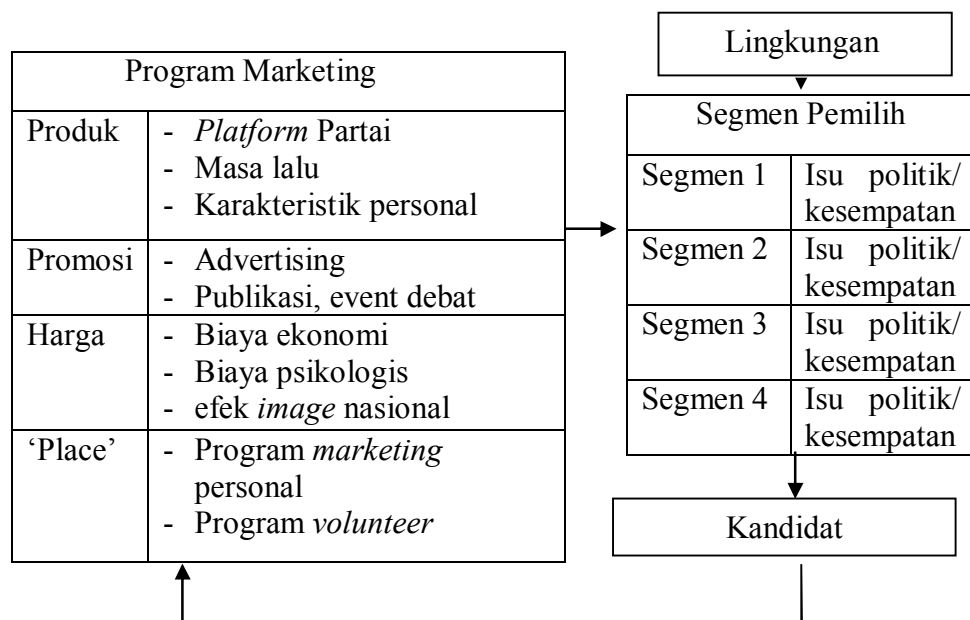 Program Marketing
Produk
- Platform Partai
- Masa lalu
- Karakteristik personal
Promosi
- Advertising
- Publikasi, event debat
Harga
- Biaya ekonomi
- Biaya psikologis
- efek image nasional
‘Place’
- Program marketing
personal
- Program volunteer
Lingkungan
Segmen Pemilih
Segmen 1
Isu politik/
kesempatan
Segmen 2
Isu politik/
kesempatan
Segmen 3
Isu politik/
kesempatan
Segmen 4
Isu politik/
kesempatan
Kandidat